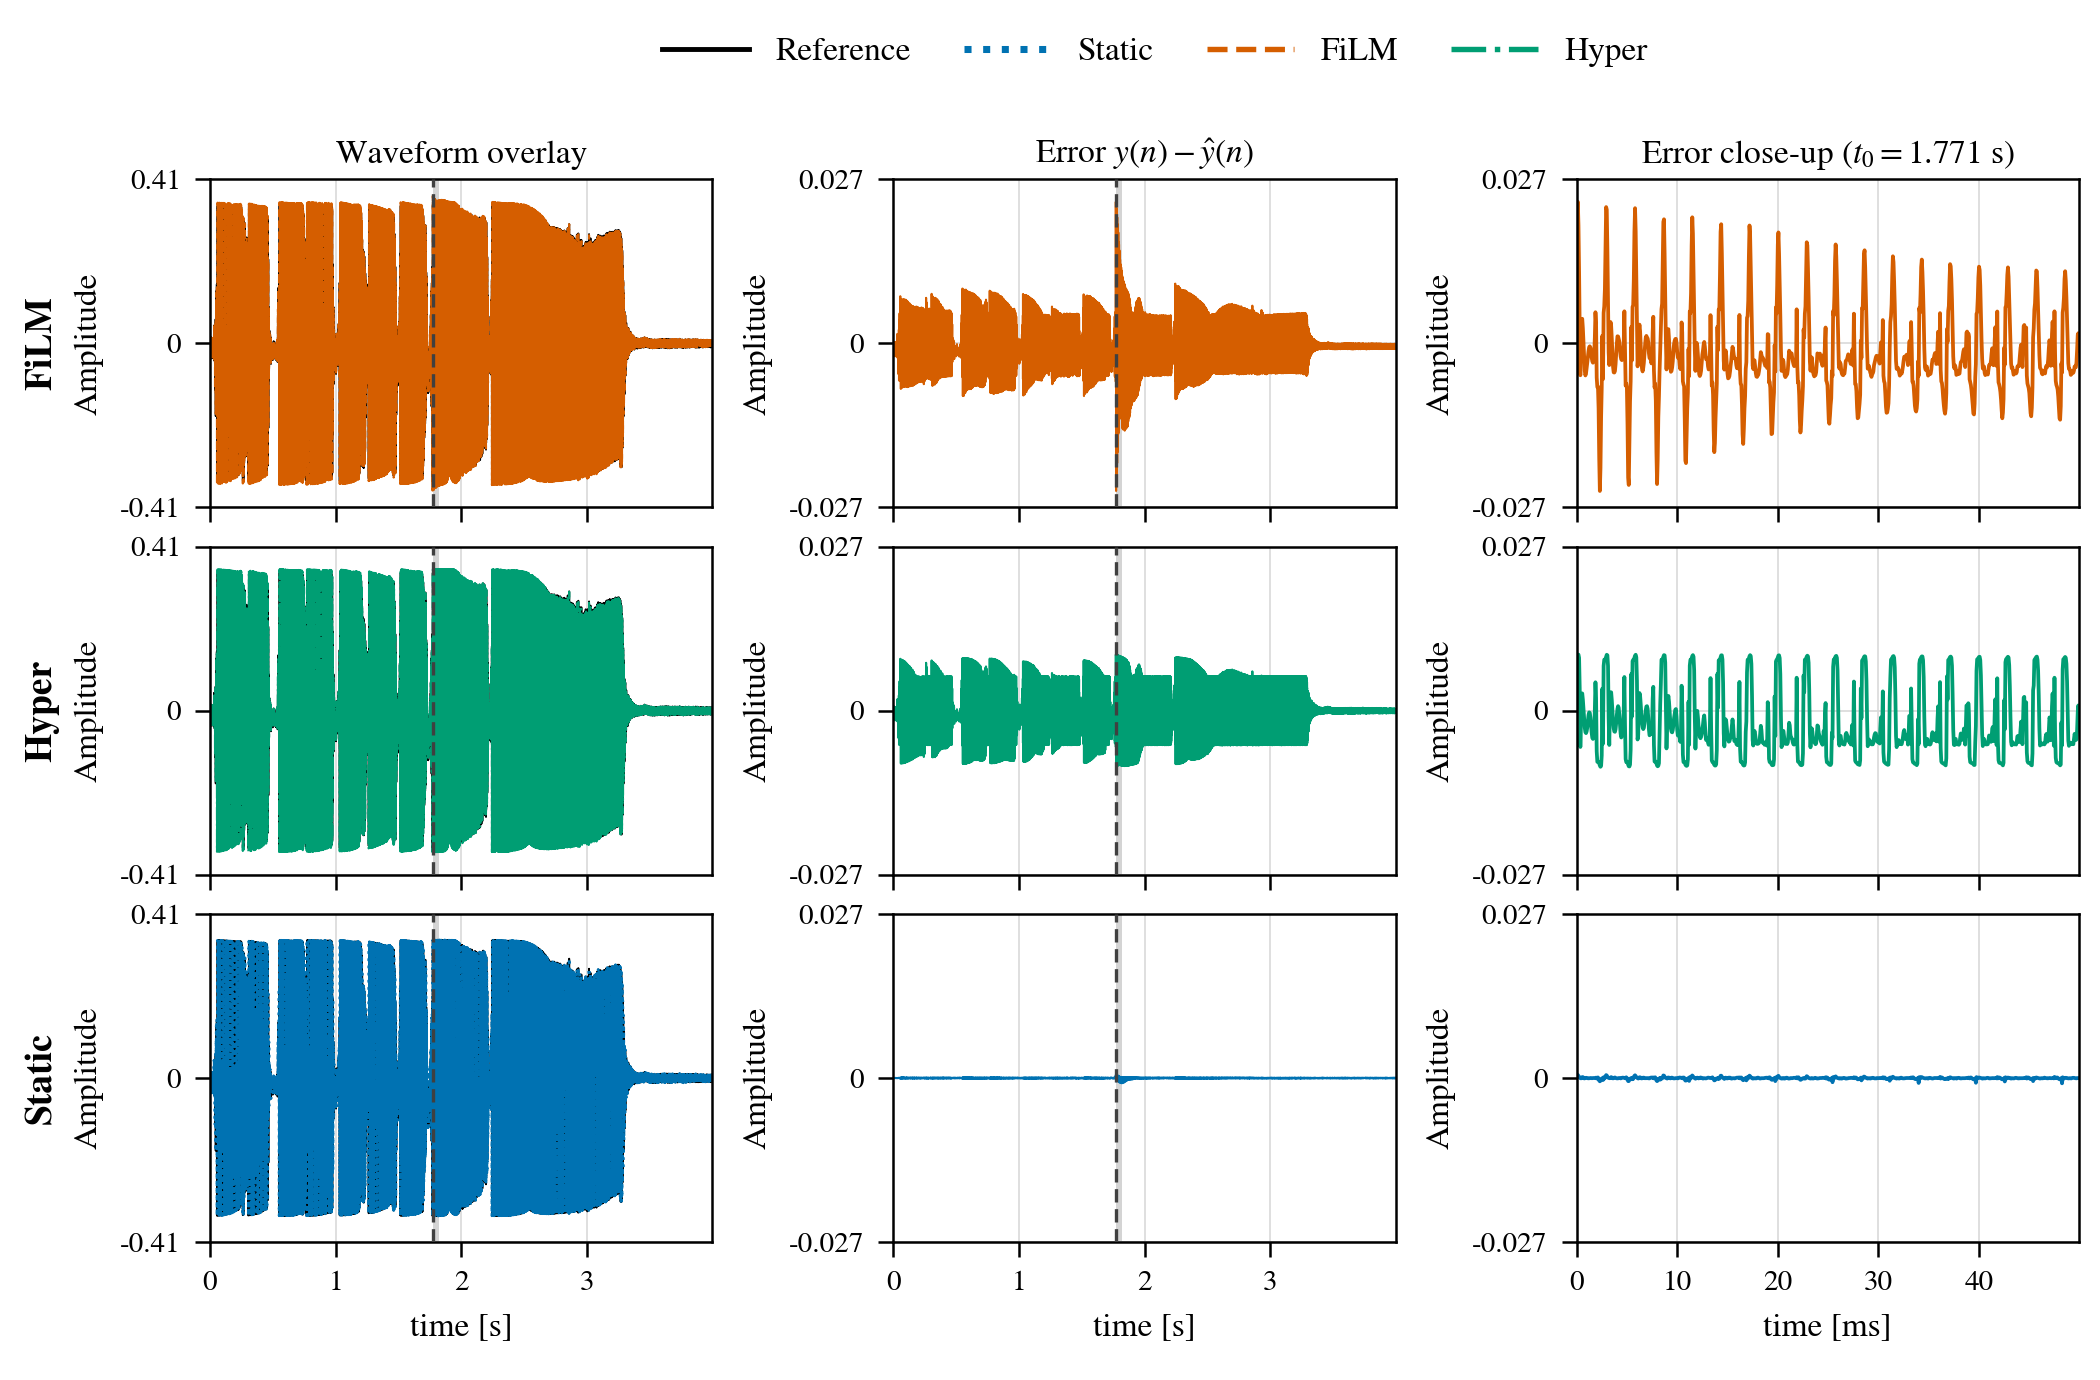 Reference Static FiLM Hyper
Waveform overlay
Error y(n) − ŷ(n)
Error close-up (t₀ = 1.771 s)
FiLM
Amplitude
0.41
0
-0.41
Amplitude
0.027
0
-0.027
Amplitude
0.027
0
-0.027
Hyper
Amplitude
0.41
0
-0.41
Amplitude
0.027
0
-0.027
Amplitude
0.027
0
-0.027
Static
Amplitude
0.41
0
-0.41
0 1 2 3
time [s]
Amplitude
0.027
0
-0.027
0 1 2 3
time [s]
Amplitude
0.027
0
-0.027
0 10 20 30 40
time [ms]